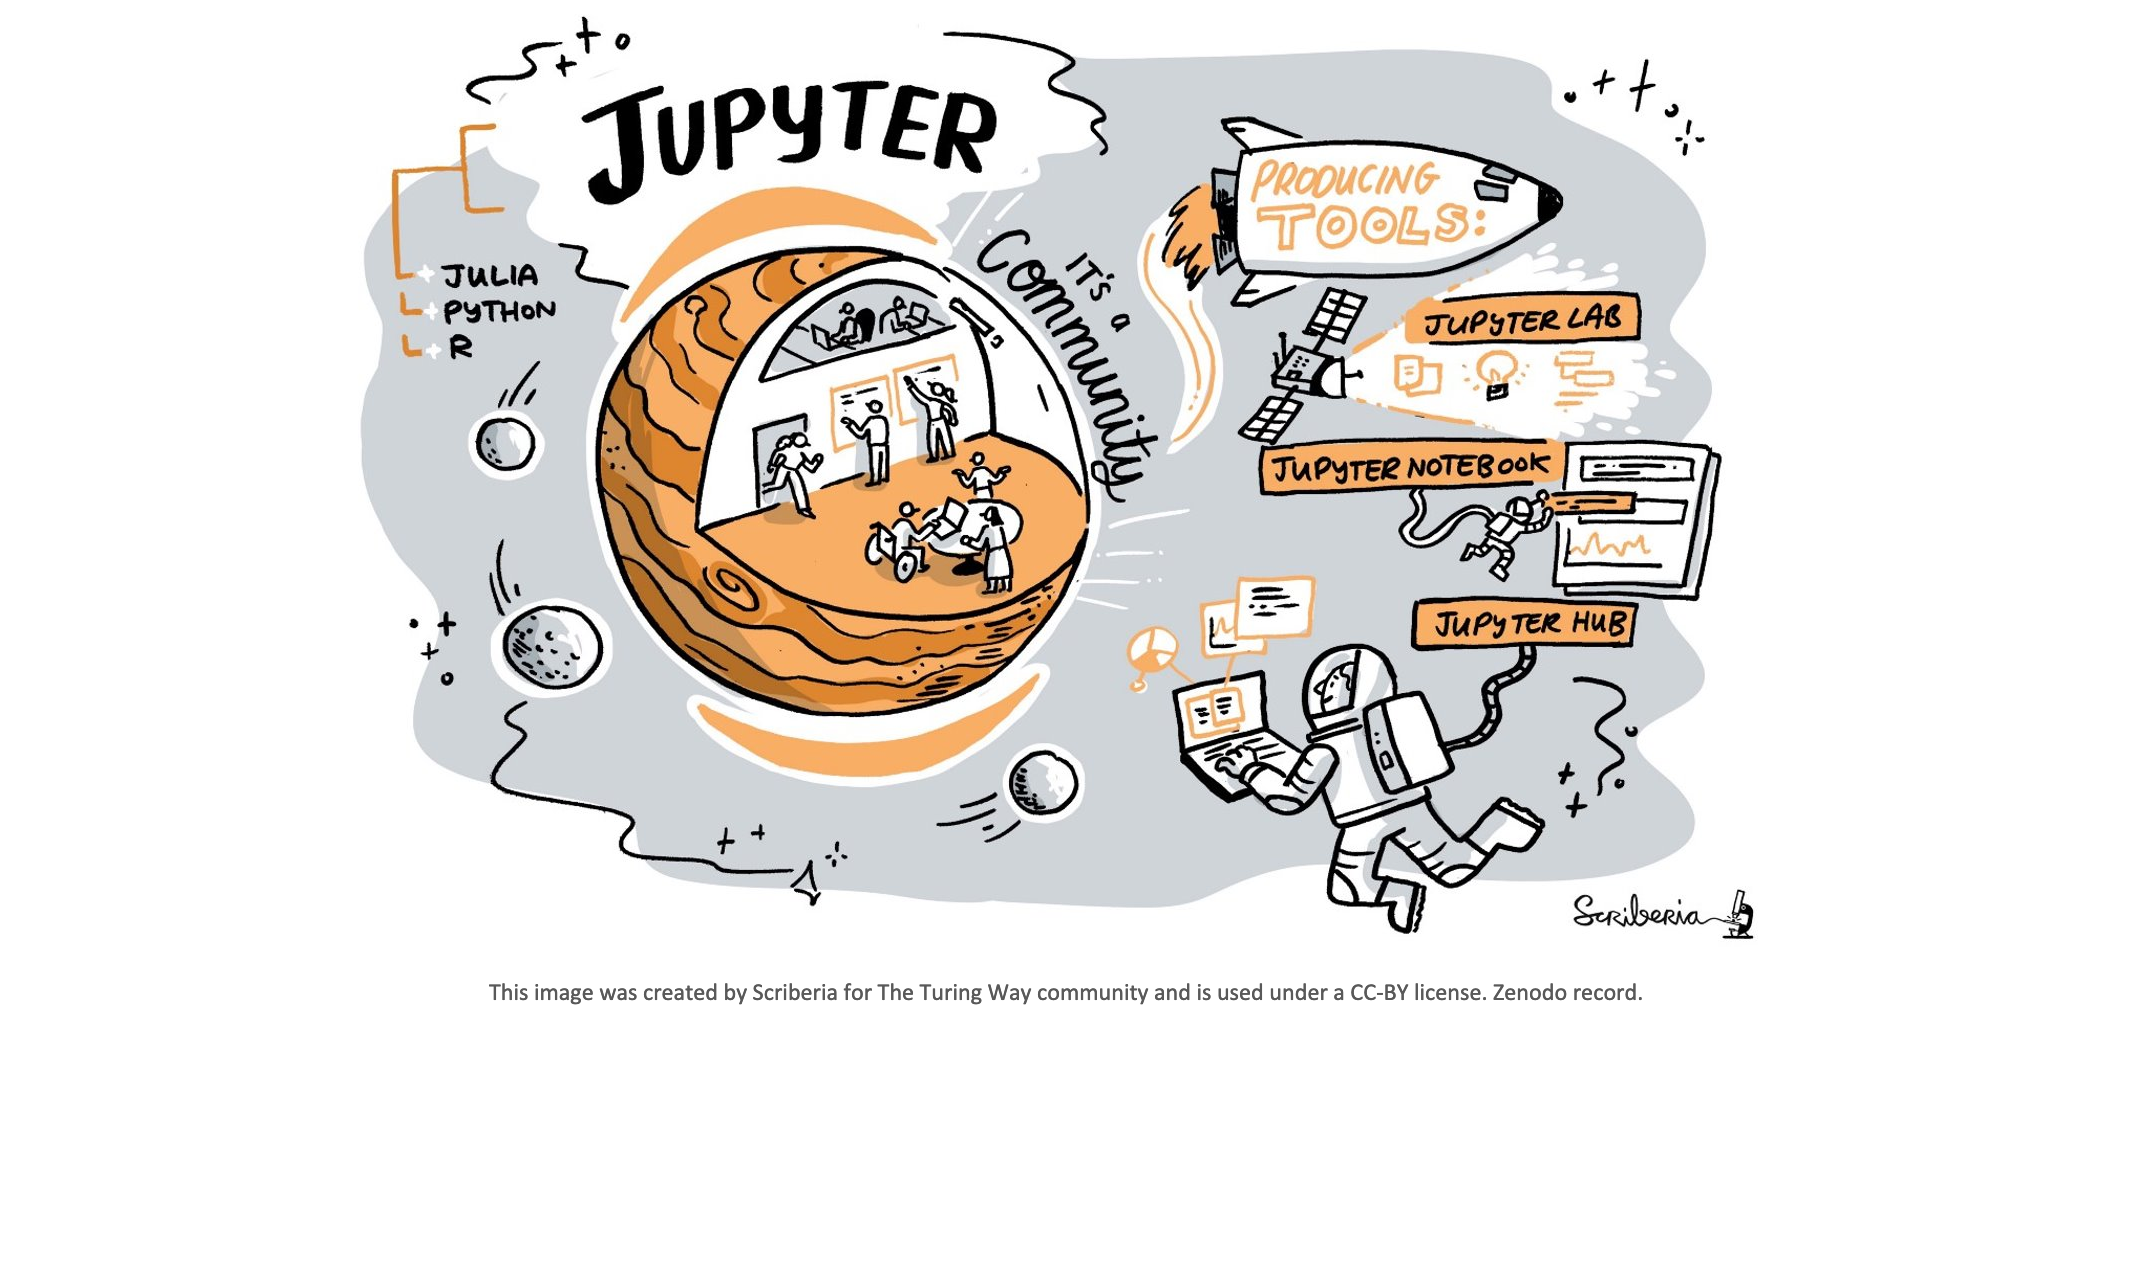 JUPYTER
JULIA
PYTHON
R
IT'S a
Community
PRODUCING
TOOLS:
JUPYTER LAB
JUPYTER NOTEBOOK
JUPYTER HUB
Scriberia
This image was created by Scriberia for The Turing Way community and is used under a CC-BY license. Zenodo record.